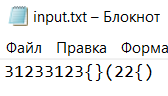 input.txt – Блокнот
Файл Правка Форма
31233123{}(22{)